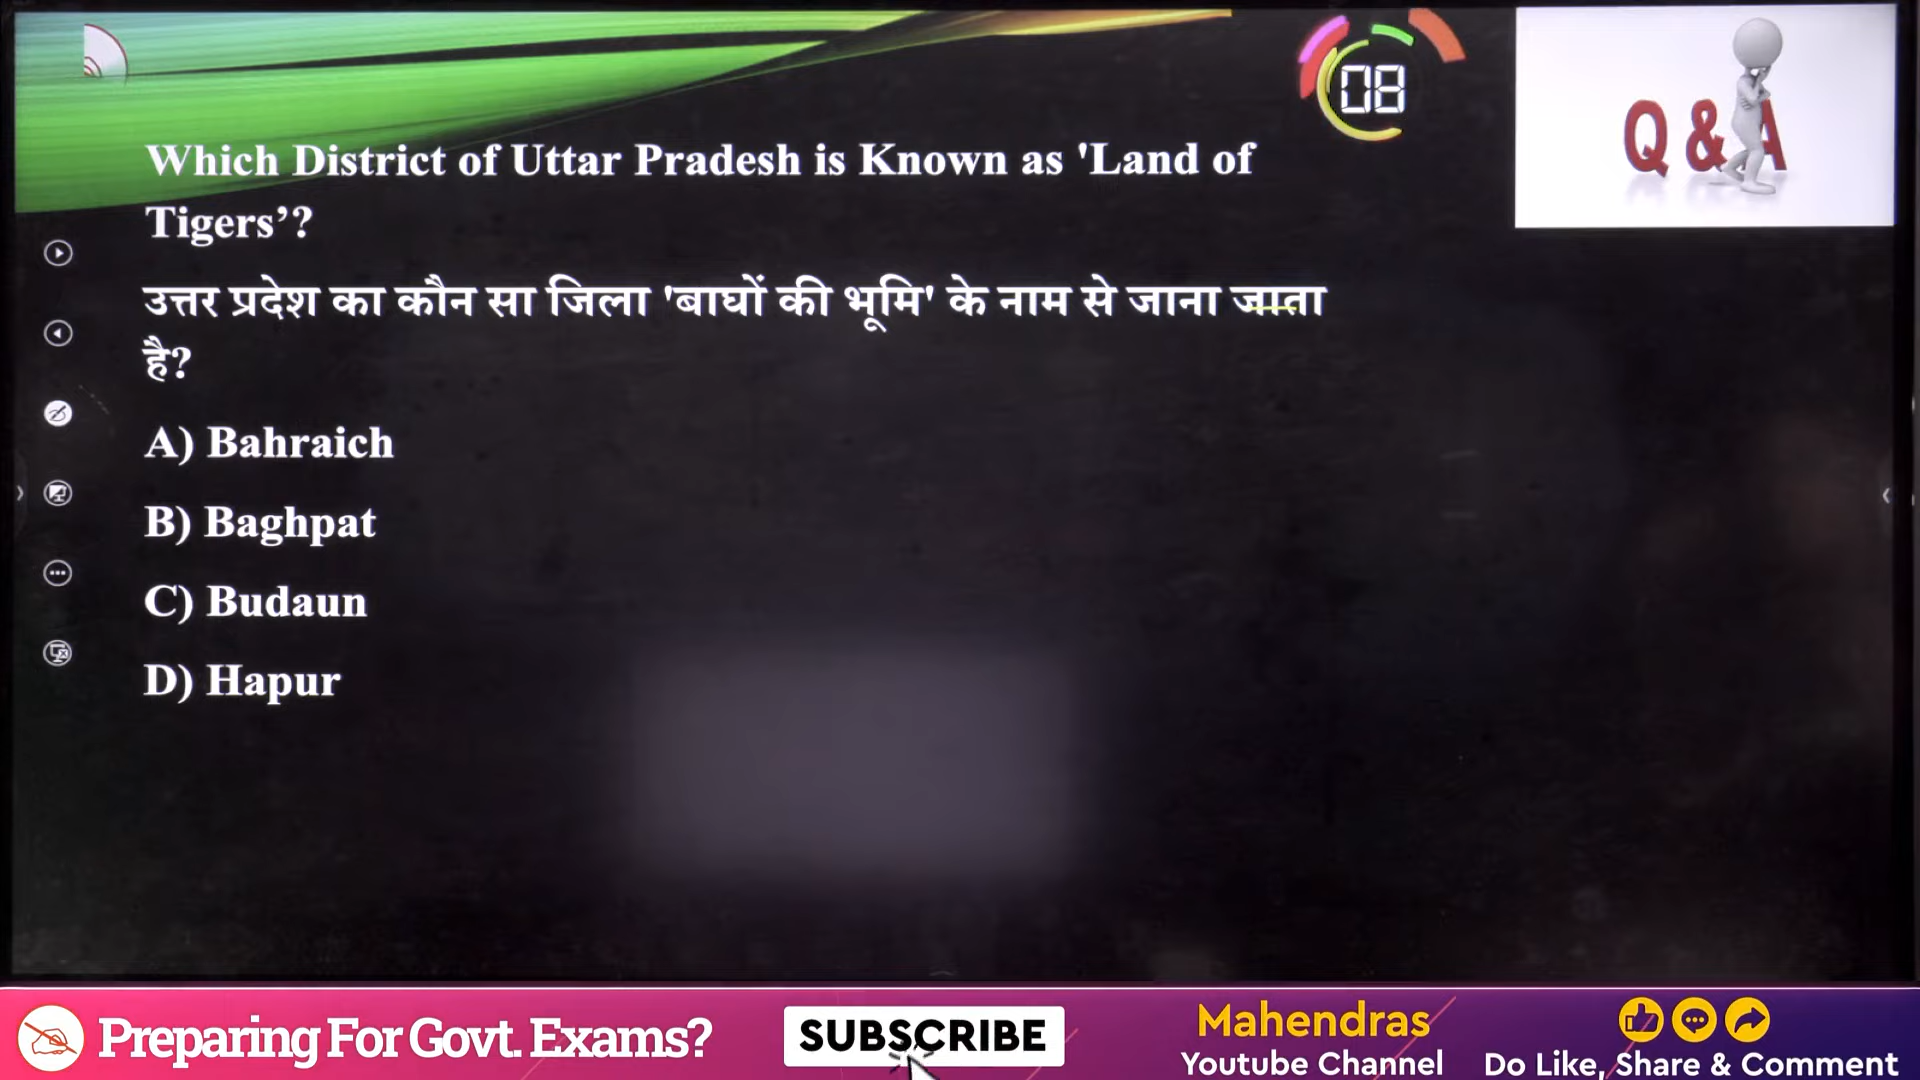 08
Q & A
Which District of Uttar Pradesh is Known as 'Land of
Tigers’?
उत्तर प्रदेश का कौन सा जिला 'बाघों की भूमि' के नाम से जाना जाता
है?
A) Bahraich
B) Baghpat
C) Budaun
D) Hapur
Preparing For Govt. Exams?
SUBSCRIBE
Mahendras
Youtube Channel
Do Like, Share & Comment